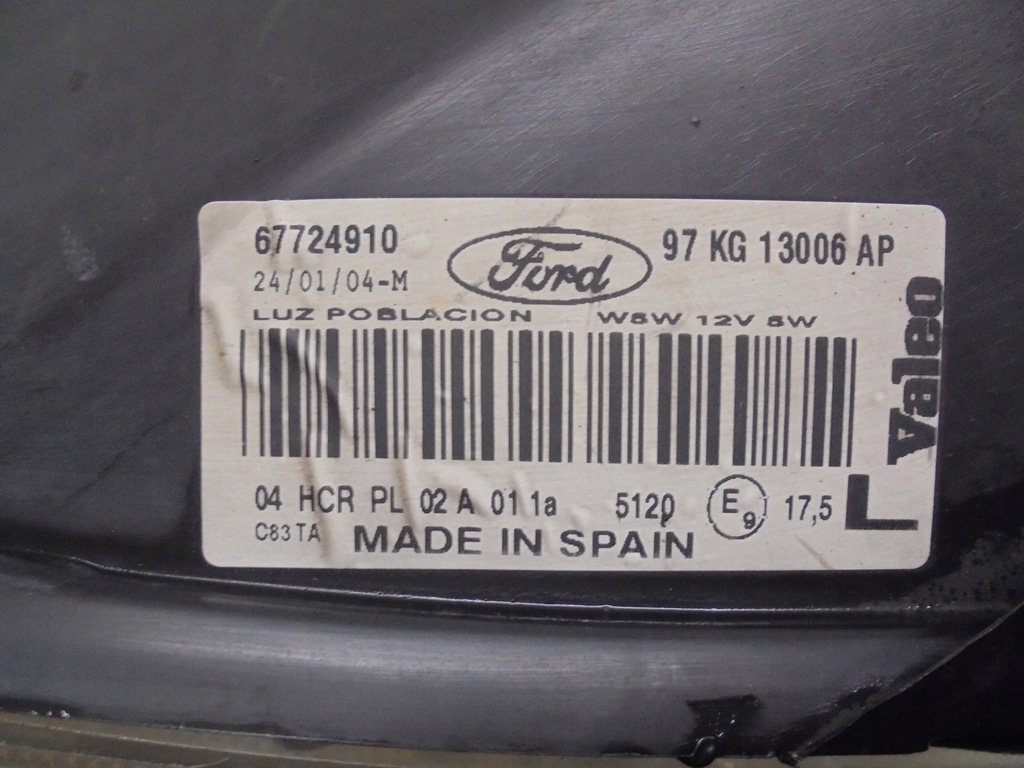 67724910
Ford
97 KG 13006 AP
24/01/04-M
LUZ POBLACION W5W 12V 5W
Valeo
04 HCR PL 02 A 01 1a 5120 E9 17,5 L
C83TA
MADE IN SPAIN